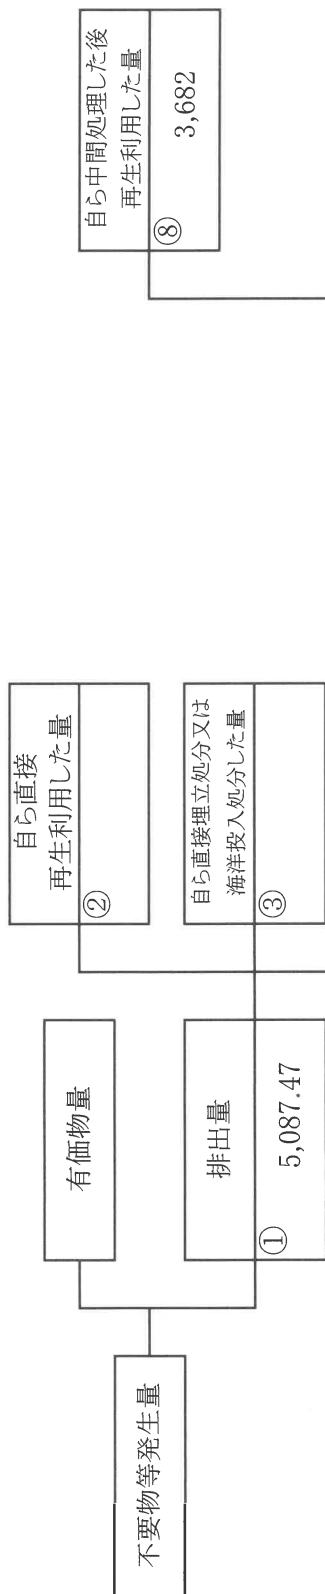 不要物等発生量
有価物量
排出量
①
5,087.47
自ら直接
再生利用した量
②
自ら直接埋立処分又は
海洋投入処分した量
③
自ら中間処理した後
再生利用した量
⑧
3,682